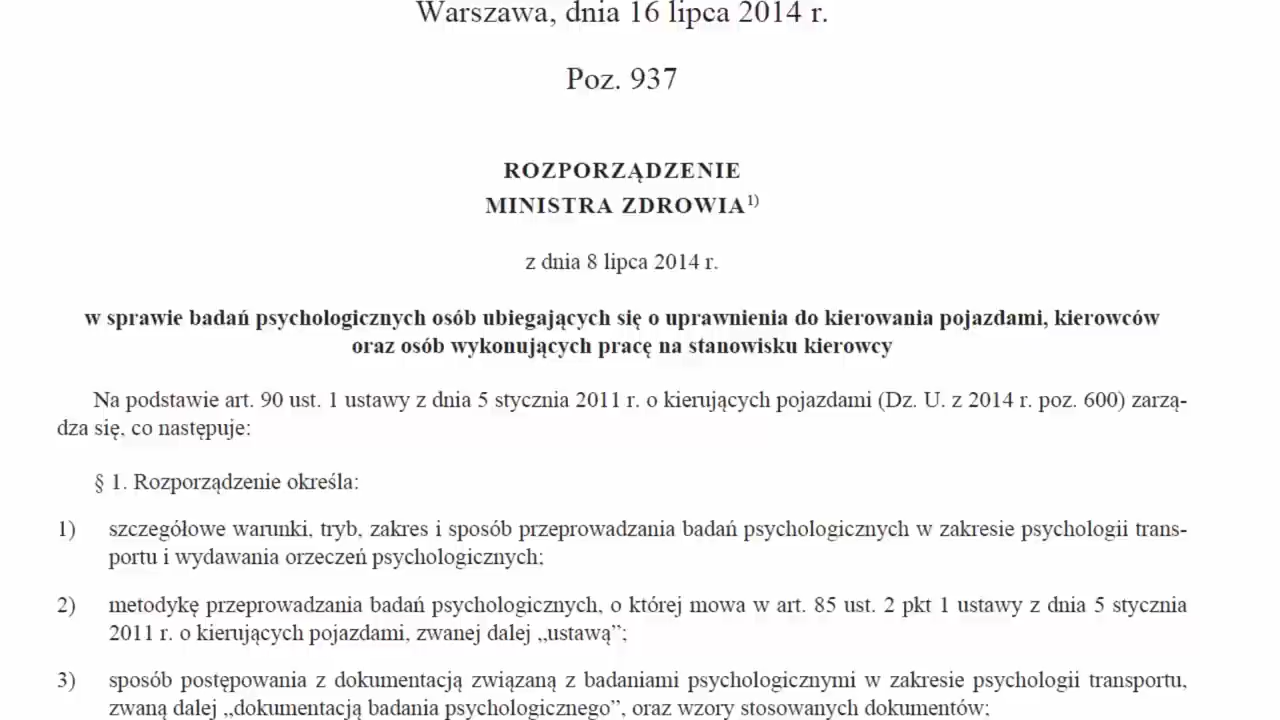 Warszawa, dnia 16 lipca 2014 r.
Poz. 937
ROZPORZĄDZENIE
MINISTRA ZDROWIA1)
z dnia 8 lipca 2014 r.
w sprawie badań psychologicznych osób ubiegających się o uprawnienia do kierowania pojazdami, kierowców
oraz osób wykonujących pracę na stanowisku kierowcy
Na podstawie art. 90 ust. 1 ustawy z dnia 5 stycznia 2011 r. o kierujących pojazdami (Dz. U. z 2014 r. poz. 600) zarzą-
dza się, co następuje:
§ 1. Rozporządzenie określa:
1) szczegółowe warunki, tryb, zakres i sposób przeprowadzania badań psychologicznych w zakresie psychologii trans-
portu i wydawania orzeczeń psychologicznych;
2) metodykę przeprowadzania badań psychologicznych, o której mowa w art. 85 ust. 2 pkt 1 ustawy z dnia 5 stycznia
2011 r. o kierujących pojazdami, zwanej dalej „ustawą”;
3) sposób postępowania z dokumentacją związaną z badaniami psychologicznymi w zakresie psychologii transportu,
zwaną dalej „dokumentacją badania psychologicznego”, oraz wzory stosowanych dokumentów;